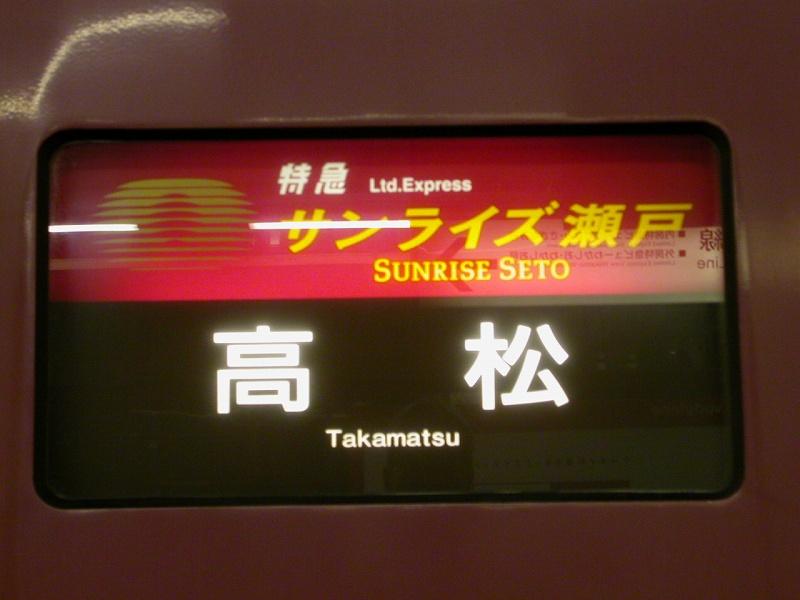 特急 Ltd.Express
サンライズ瀬戸
SUNRISE SETO
高松
Takamatsu